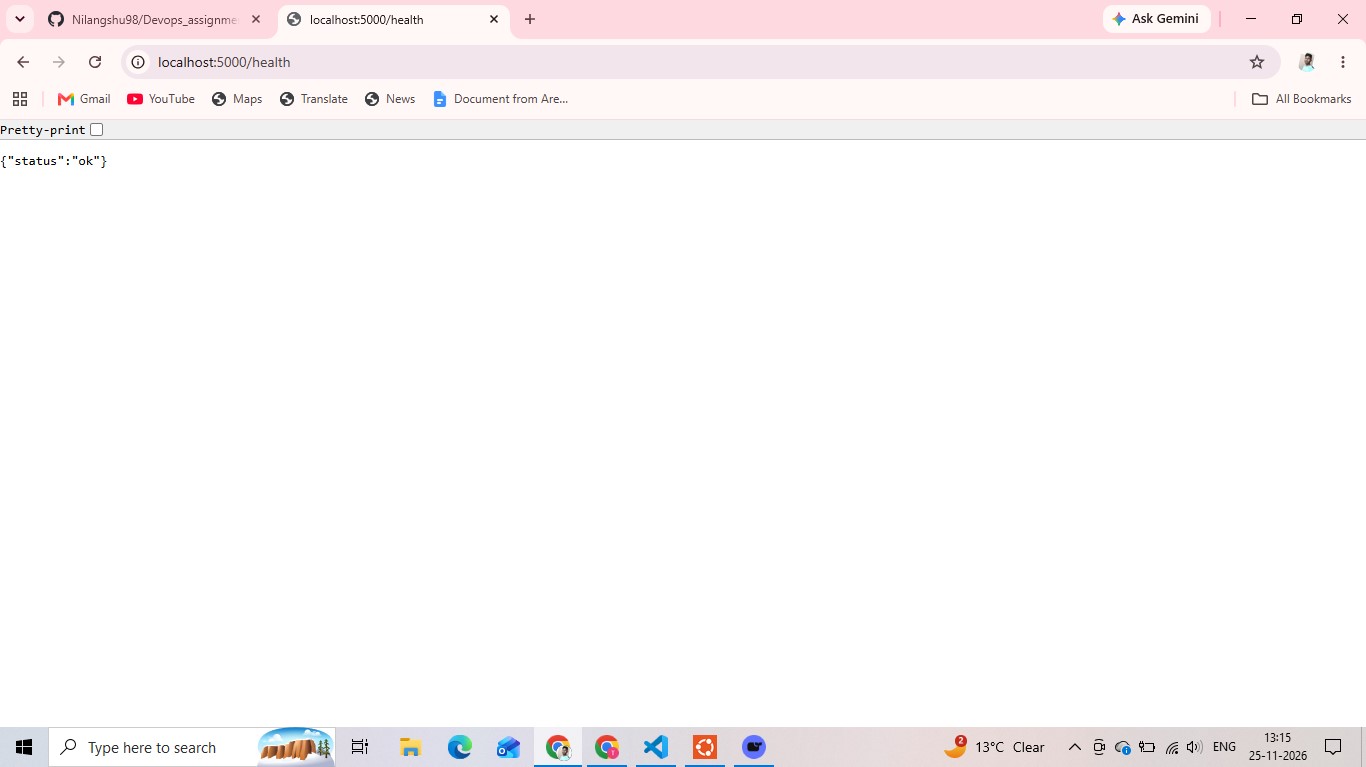 Nilangshu98/Devops_assignme
localhost:5000/health
Ask Gemini
localhost:5000/health
Gmail
YouTube
Maps
Translate
News
Document from Are...
All Bookmarks
Pretty-print
{"status":"ok"}
Type here to search
2
13°C Clear
ENG
13:15
25-11-2026